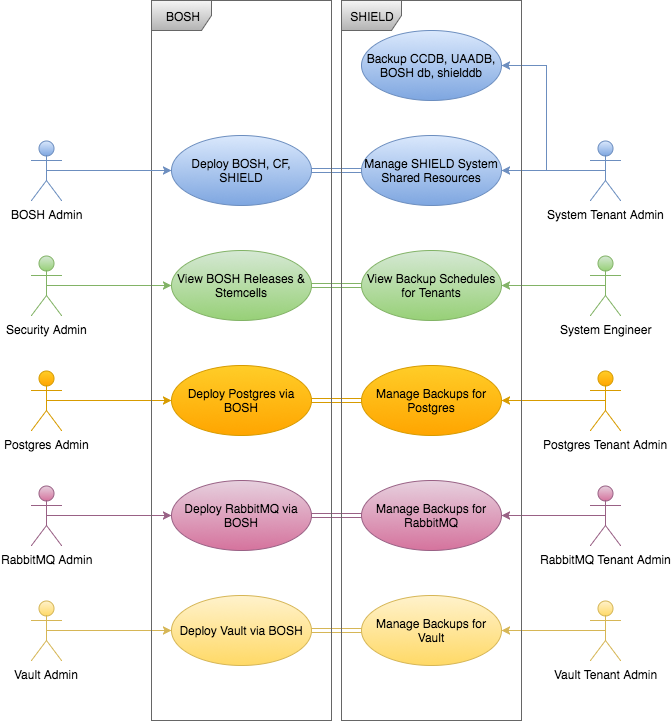 BOSH
SHIELD
Backup CCDB, UAADB,
BOSH db, shielddb
Deploy BOSH, CF,
SHIELD
Manage SHIELD System
Shared Resources
BOSH Admin
System Tenant Admin
View BOSH Releases &
Stemcells
View Backup Schedules
for Tenants
Security Admin
System Engineer
Deploy Postgres via
BOSH
Manage Backups for
Postgres
Postgres Admin
Postgres Tenant Admin
Deploy RabbitMQ via
BOSH
Manage Backups for
RabbitMQ
RabbitMQ Admin
RabbitMQ Tenant Admin
Deploy Vault via BOSH
Manage Backups for
Vault
Vault Admin
Vault Tenant Admin